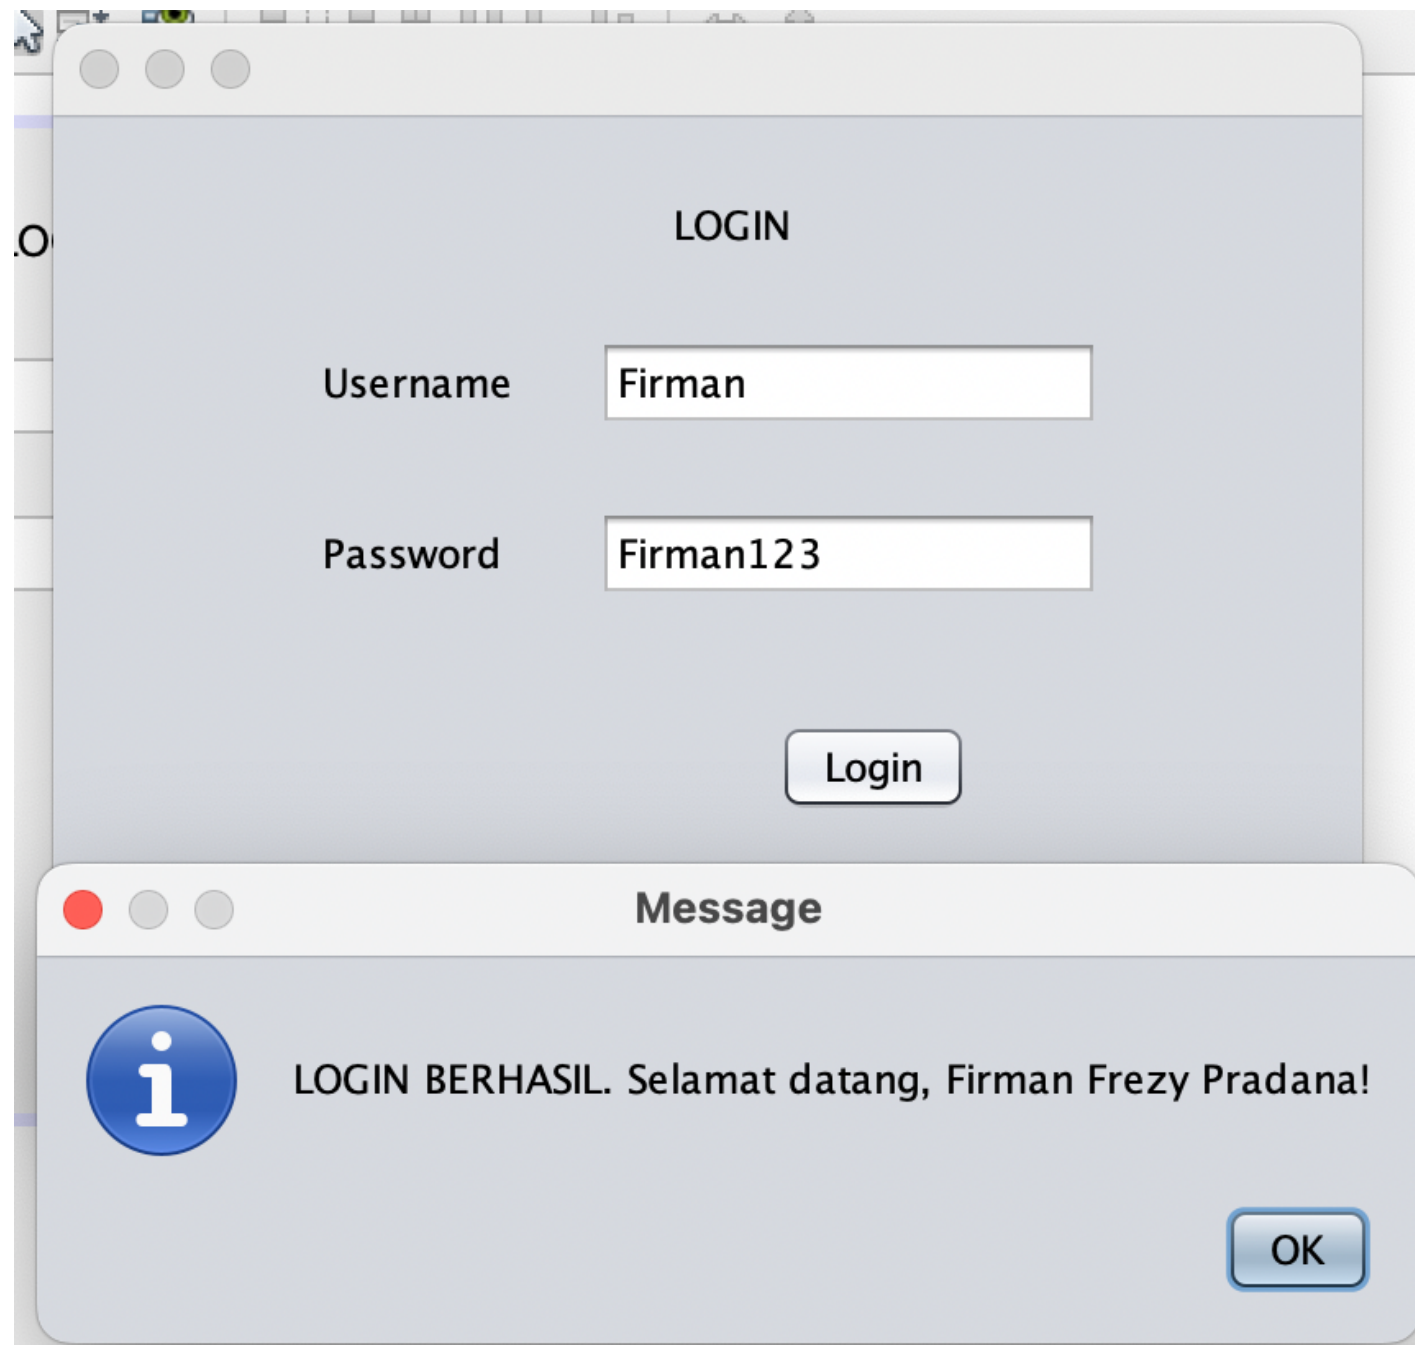 LOGIN
Username
Firman
Password
Firman123
Login
Message
LOGIN BERHASIL. Selamat datang, Firman Frezy Pradana!
OK